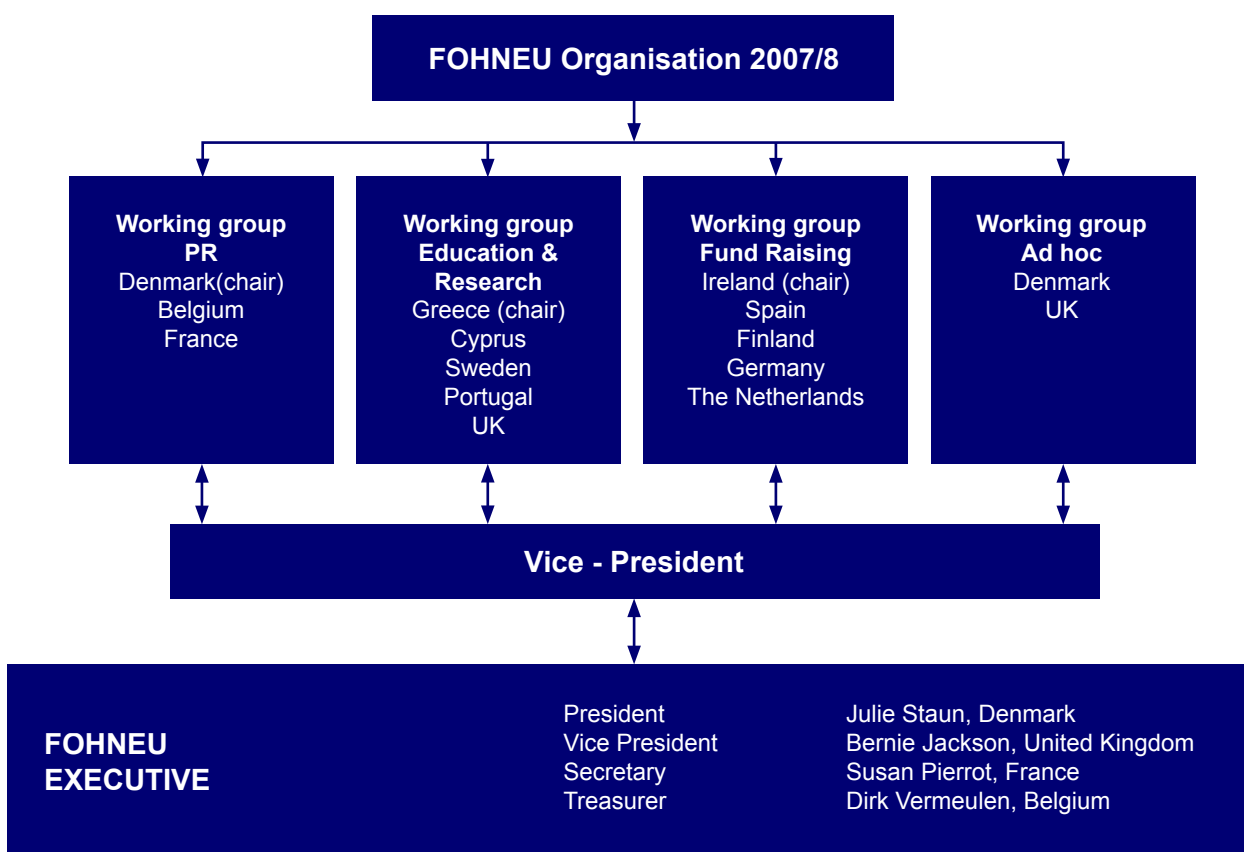 FOHNEU Organisation 2007/8
Working group
PR
Denmark(chair)
Belgium
France
Working group
Education &
Research
Greece (chair)
Cyprus
Sweden
Portugal
UK
Working group
Fund Raising
Ireland (chair)
Spain
Finland
Germany
The Netherlands
Working group
Ad hoc
Denmark
UK
Vice - President
FOHNEU
EXECUTIVE
President Julie Staun, Denmark
Vice President Bernie Jackson, United Kingdom
Secretary Susan Pierrot, France
Treasurer Dirk Vermeulen, Belgium